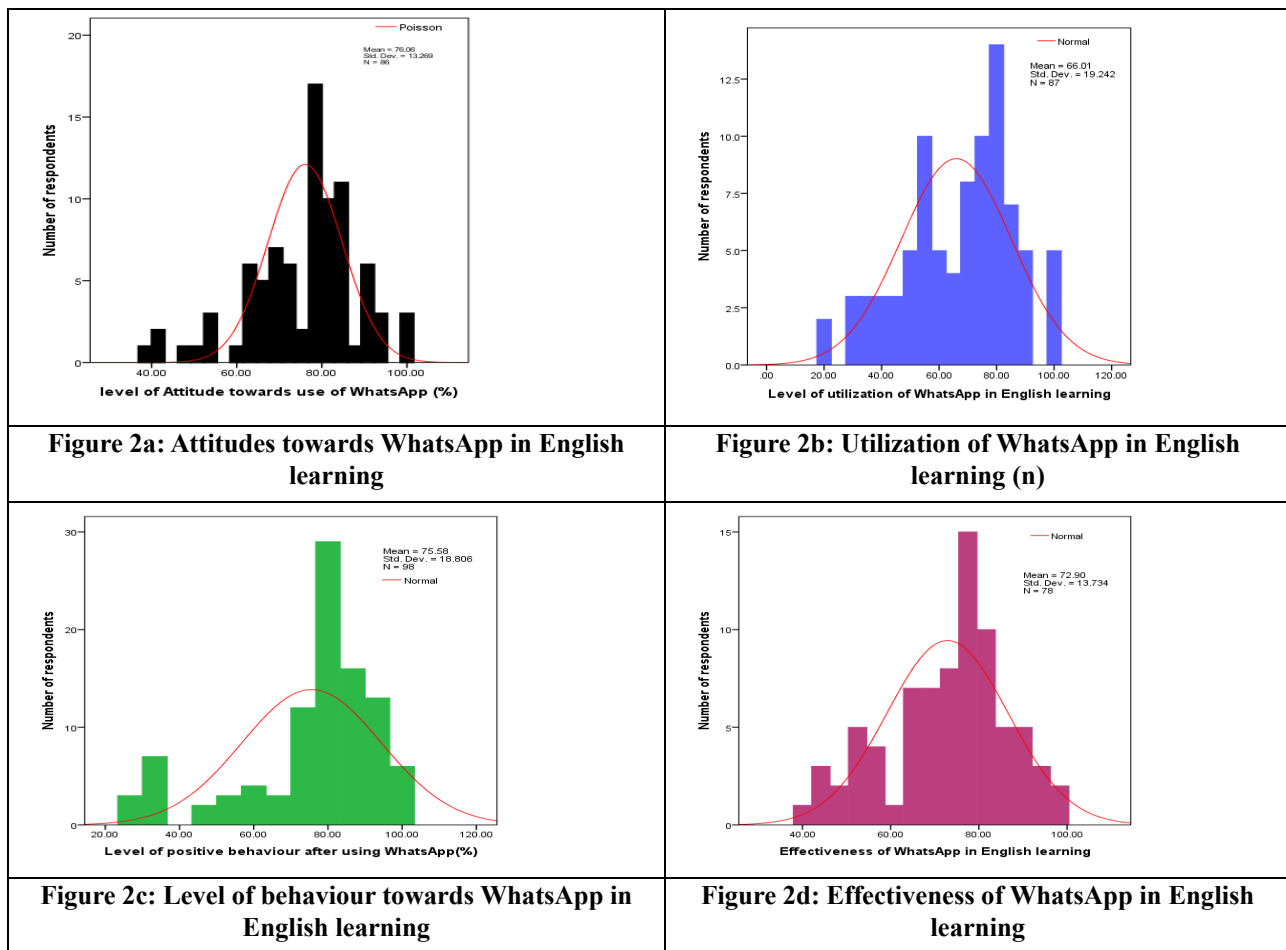 Poisson
Mean = 76.06
Std. Dev. = 13.269
N = 86
20
15
10
5
0
Number of respondents
40.00 60.00 80.00 100.00
level of Attitude towards use of WhatsApp (%)
Figure 2a: Attitudes towards WhatsApp in English
learning
Normal
Mean = 66.01
Std. Dev. = 19.242
N = 87
12.5
10.0
7.5
5.0
2.5
0.0
Number of respondents
.00 20.00 40.00 60.00 80.00 100.00 120.00
Level of utilization of WhatsApp in English learning
Figure 2b: Utilization of WhatsApp in English
learning (n)
Mean = 75.58
Std. Dev. = 18.806
N = 98
Normal
30
20
10
0
Number of respondents
20.00 40.00 60.00 80.00 100.00 120.00
Level of positive behaviour after using WhatsApp(%)
Figure 2c: Level of behaviour towards WhatsApp in
English learning
Normal
Mean = 72.90
Std. Dev. = 13.734
N = 78
15
10
5
0
Number of respondents
40.00 60.00 80.00 100.00
Effectiveness of WhatsApp in English learning
Figure 2d: Effectiveness of WhatsApp in English
learning